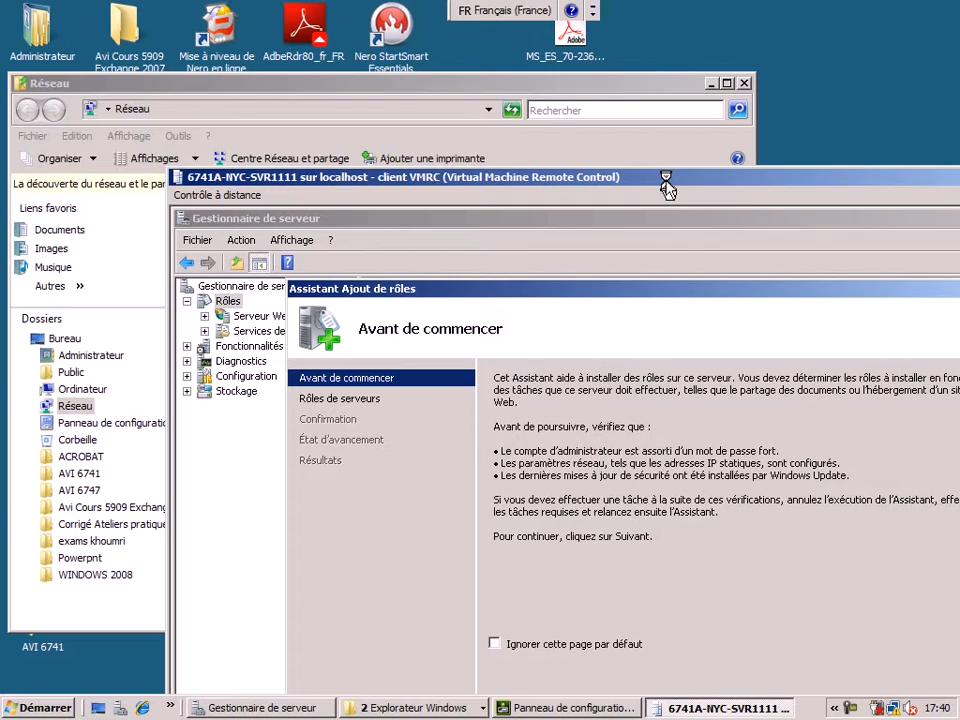 FR Français (France)
Administrateur
Avi Cours 5909
Exchange 2007
Mise à niveau de
Nero en ligne
AdbeRdr80_fr_FR
Nero StartSmart
Essentials
Adobe
MS_ES_70-236...
Réseau
Réseau
Rechercher
Fichier Edition Affichage Outils ?
Organiser Affichages Centre Réseau et partage Ajouter une imprimante
La découverte du réseau et le par
Liens favoris
Documents
Images
Musique
Autres »
Dossiers
Bureau
Administrateur
Public
Ordinateur
Réseau
Panneau de configuratio
Corbeille
ACROBAT
AVI 6741
AVI 6747
Avi Cours 5909 Exchang
Corrigé Ateliers pratique
exams khoumri
Powerpnt
WINDOWS 2008
6741A-NYC-SVR1111 sur localhost - client VMRC (Virtual Machine Remote Control)
Contrôle à distance
Gestionnaire de serveur
Fichier Action Affichage ?
Gestionnaire de ser
Rôles
Serveur We
Services de
Fonctionnalités
Diagnostics
Configuration
Stockage
Assistant Ajout de rôles
Avant de commencer
Avant de commencer
Rôles de serveurs
Confirmation
État d'avancement
Résultats
Cet Assistant aide à installer des rôles sur ce serveur. Vous devez déterminer les rôles à installer en fonc
des tâches que ce serveur doit effectuer, telles que le partage des documents ou l'hébergement d'un sit
Web.
Avant de poursuivre, vérifiez que :
• Le compte d'administrateur est assorti d'un mot de passe fort.
• Les paramètres réseau, tels que les adresses IP statiques, sont configurés.
• Les dernières mises à jour de sécurité ont été installées par Windows Update.
Si vous devez effectuer une tâche à la suite de ces vérifications, annulez l'exécution de l'Assistant, effe
les tâches requises et relancez ensuite l'Assistant.
Pour continuer, cliquez sur Suivant.
Ignorer cette page par défaut
AVI 6741
Démarrer » Gestionnaire de serveur 2 Explorateur Windows Panneau de configuratio... 6741A-NYC-SVR1111 ... « 17:40